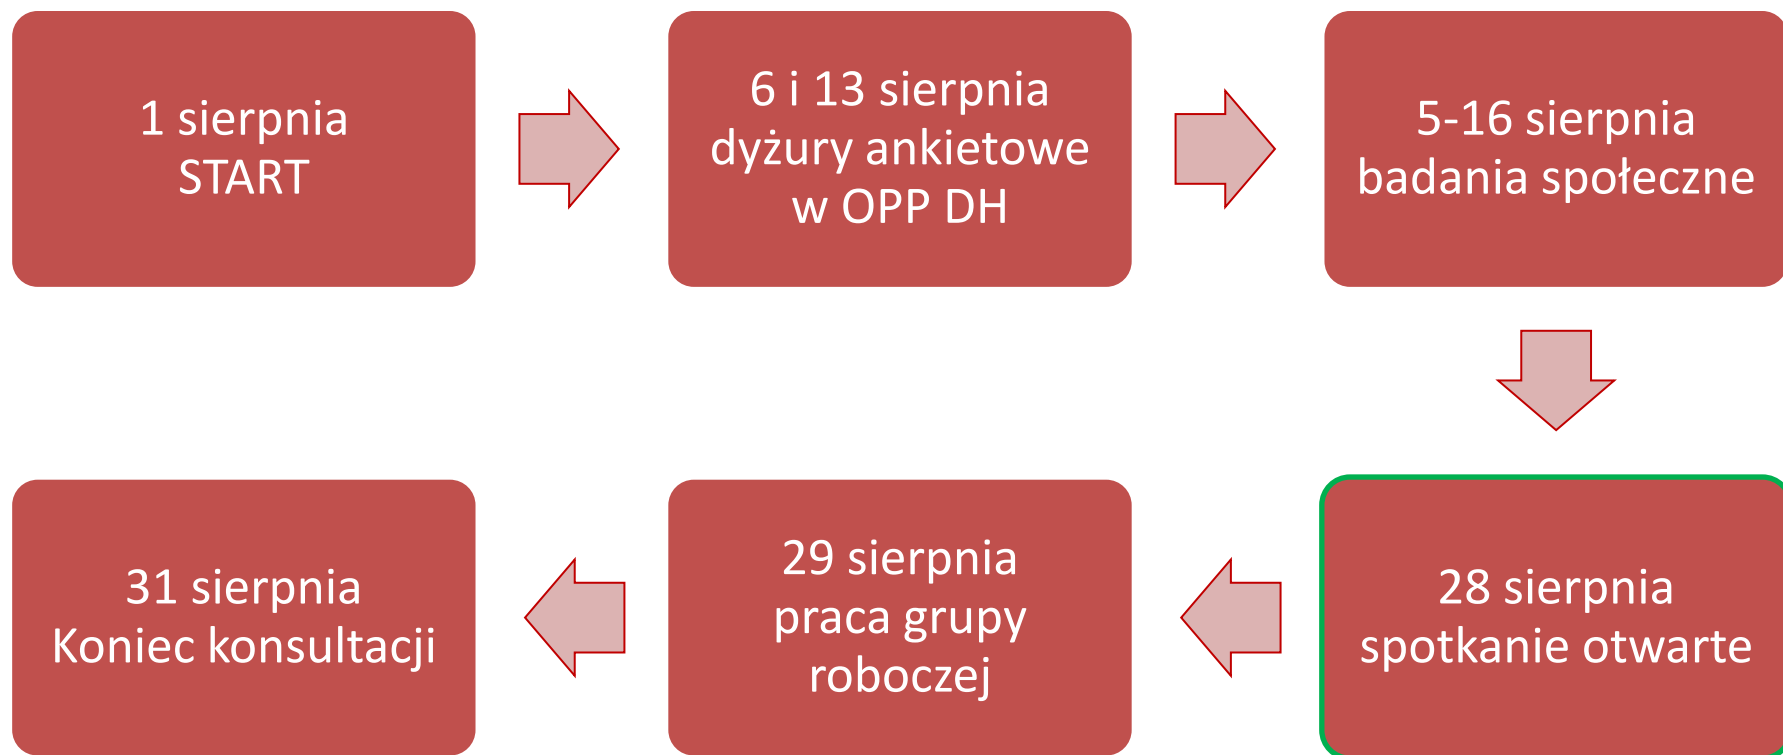 1 sierpnia
START
6 i 13 sierpnia
dyżury ankietowe
w OPP DH
5-16 sierpnia
badania społeczne
28 sierpnia
spotkanie otwarte
29 sierpnia
praca grupy
roboczej
31 sierpnia
Koniec konsultacji